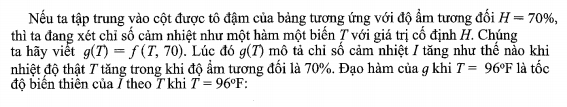 Nếu ta tập trung vào cột được tô đậm của bảng tương ứng với độ ẩm tương đối H = 70%,
thì ta đang xét chỉ số cảm nhiệt như một hàm một biến T với giá trị cố định H. Chúng
ta hãy viết g(T) = f (T, 70). Lúc đó g(T) mô tả chỉ số cảm nhiệt I tăng như thế nào khi
nhiệt độ thật T tăng trong khi độ ẩm tương đối là 70%. Đạo hàm của g khi T = 96ºF là tốc
độ biến thiên của I theo T khi T = 96ºF: